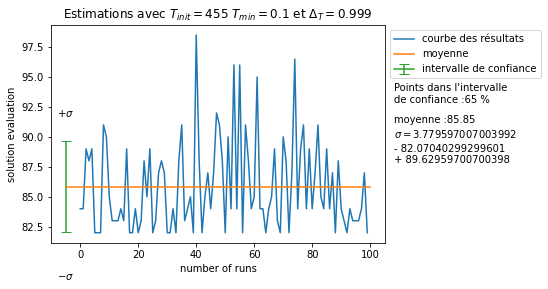 Estimations avec T_init = 455 T_min = 0.1 et Δ_T = 0.999
97.5
95.0
92.5
90.0
87.5
85.0
82.5
solution evaluation
+σ
−σ
0
20
40
60
80
100
number of runs
courbe des résultats
moyenne
intervalle de confiance
Points dans l'intervalle
de confiance :65 %
moyenne :85.85
σ = 3.779597007003992
- 82.07040299299601
+ 89.62959700700398